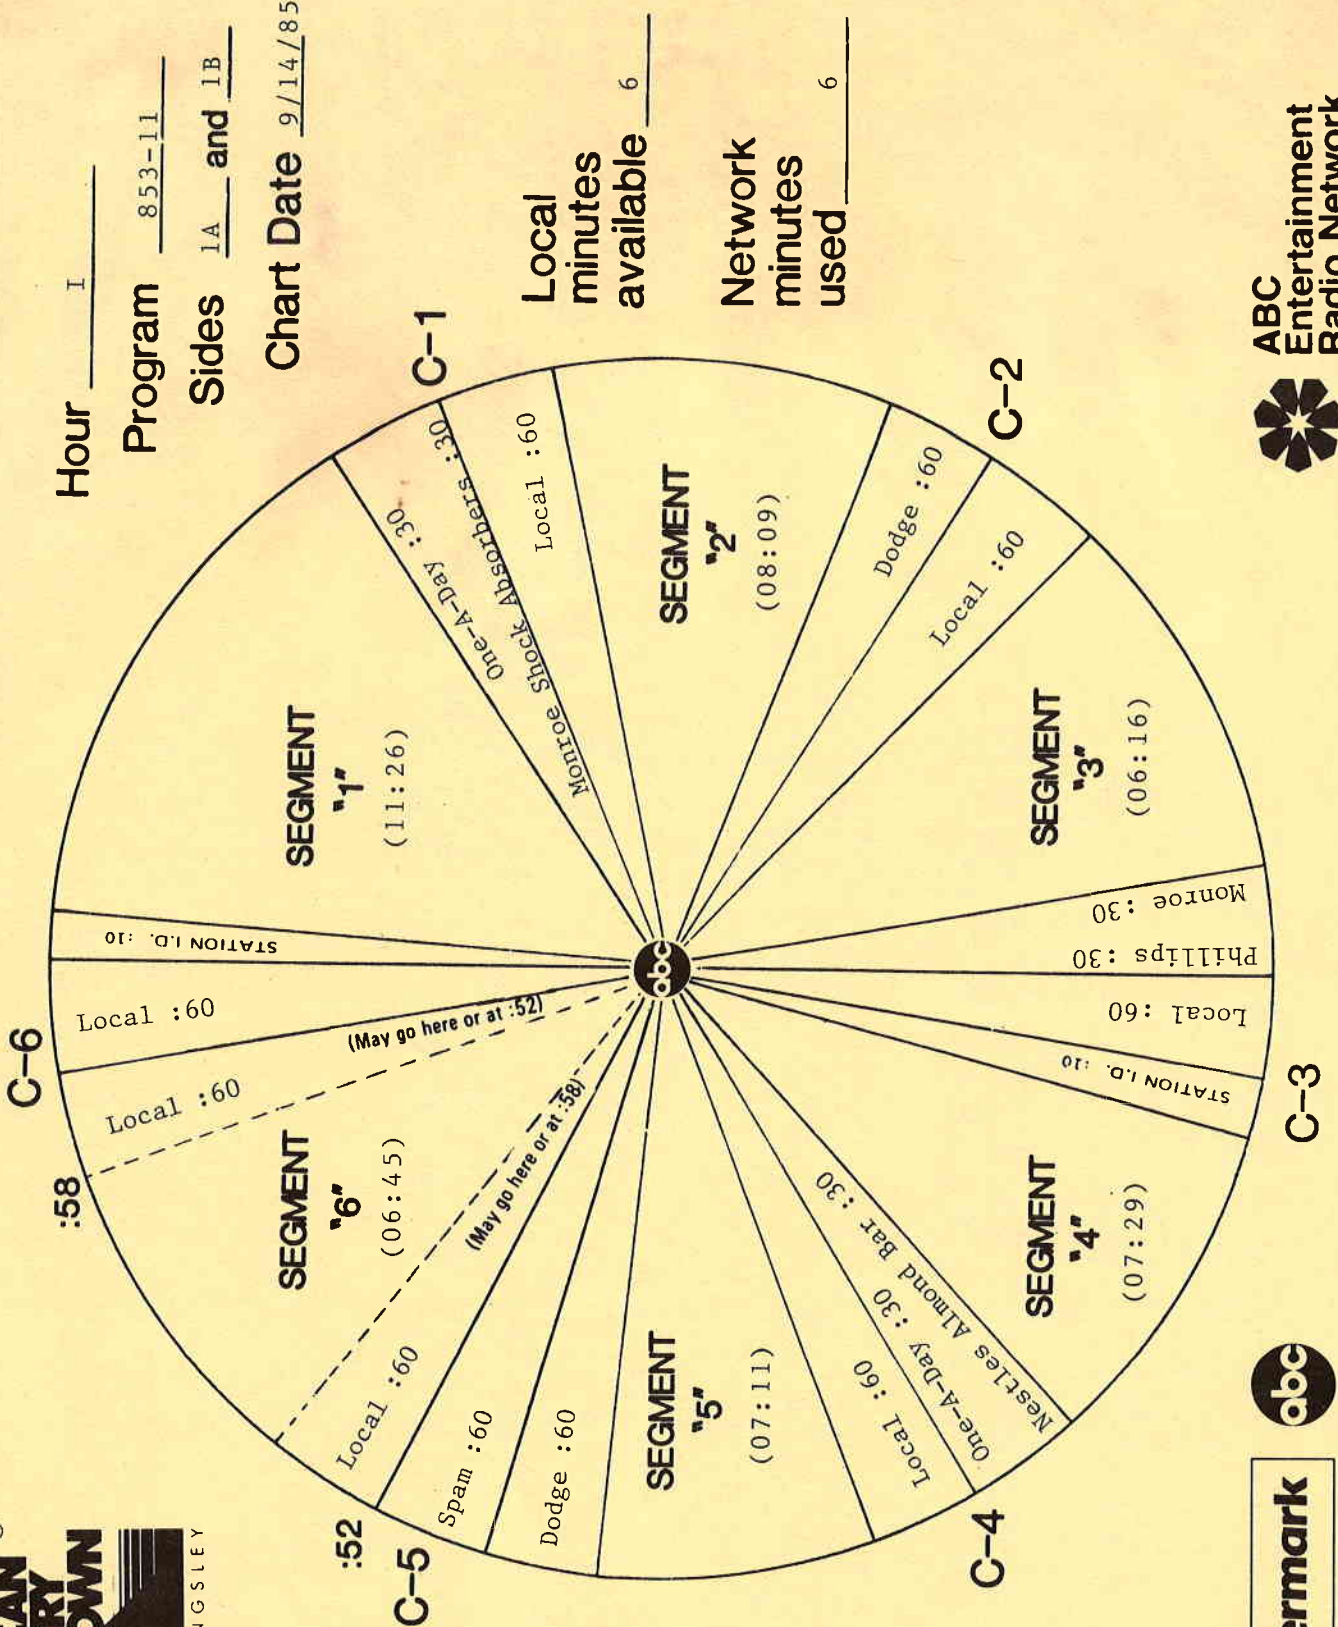 Hour I
Program 853-11
Sides 1A and 1B
Chart Date 9/14/85
Local
minutes
available 6
Network
minutes
used 6
C-6
STATION I.D. :10
SEGMENT
"1"
(11:26)
C-1
One-A-Day :30
Monroe Shock Absorbers :30
Local :60
SEGMENT
"2"
(08:09)
C-2
Dodge :60
Local :60
SEGMENT
"3"
(06:16)
C-3
Monroe :30
Phillips :30
Local :60
STATION I.D. :10
SEGMENT
"4"
(07:29)
C-4
Nestles Almond Bar :30
One-A-Day :30
Local :60
SEGMENT
"5"
(07:11)
C-5
Dodge :60
Spam :60
:52
Local :60
(May go here or at :58)
SEGMENT
"6"
(06:45)
:58
(May go here or at :52)
Local :60
Local :60
abc
abc
ABC
Entertainment
Radio Network